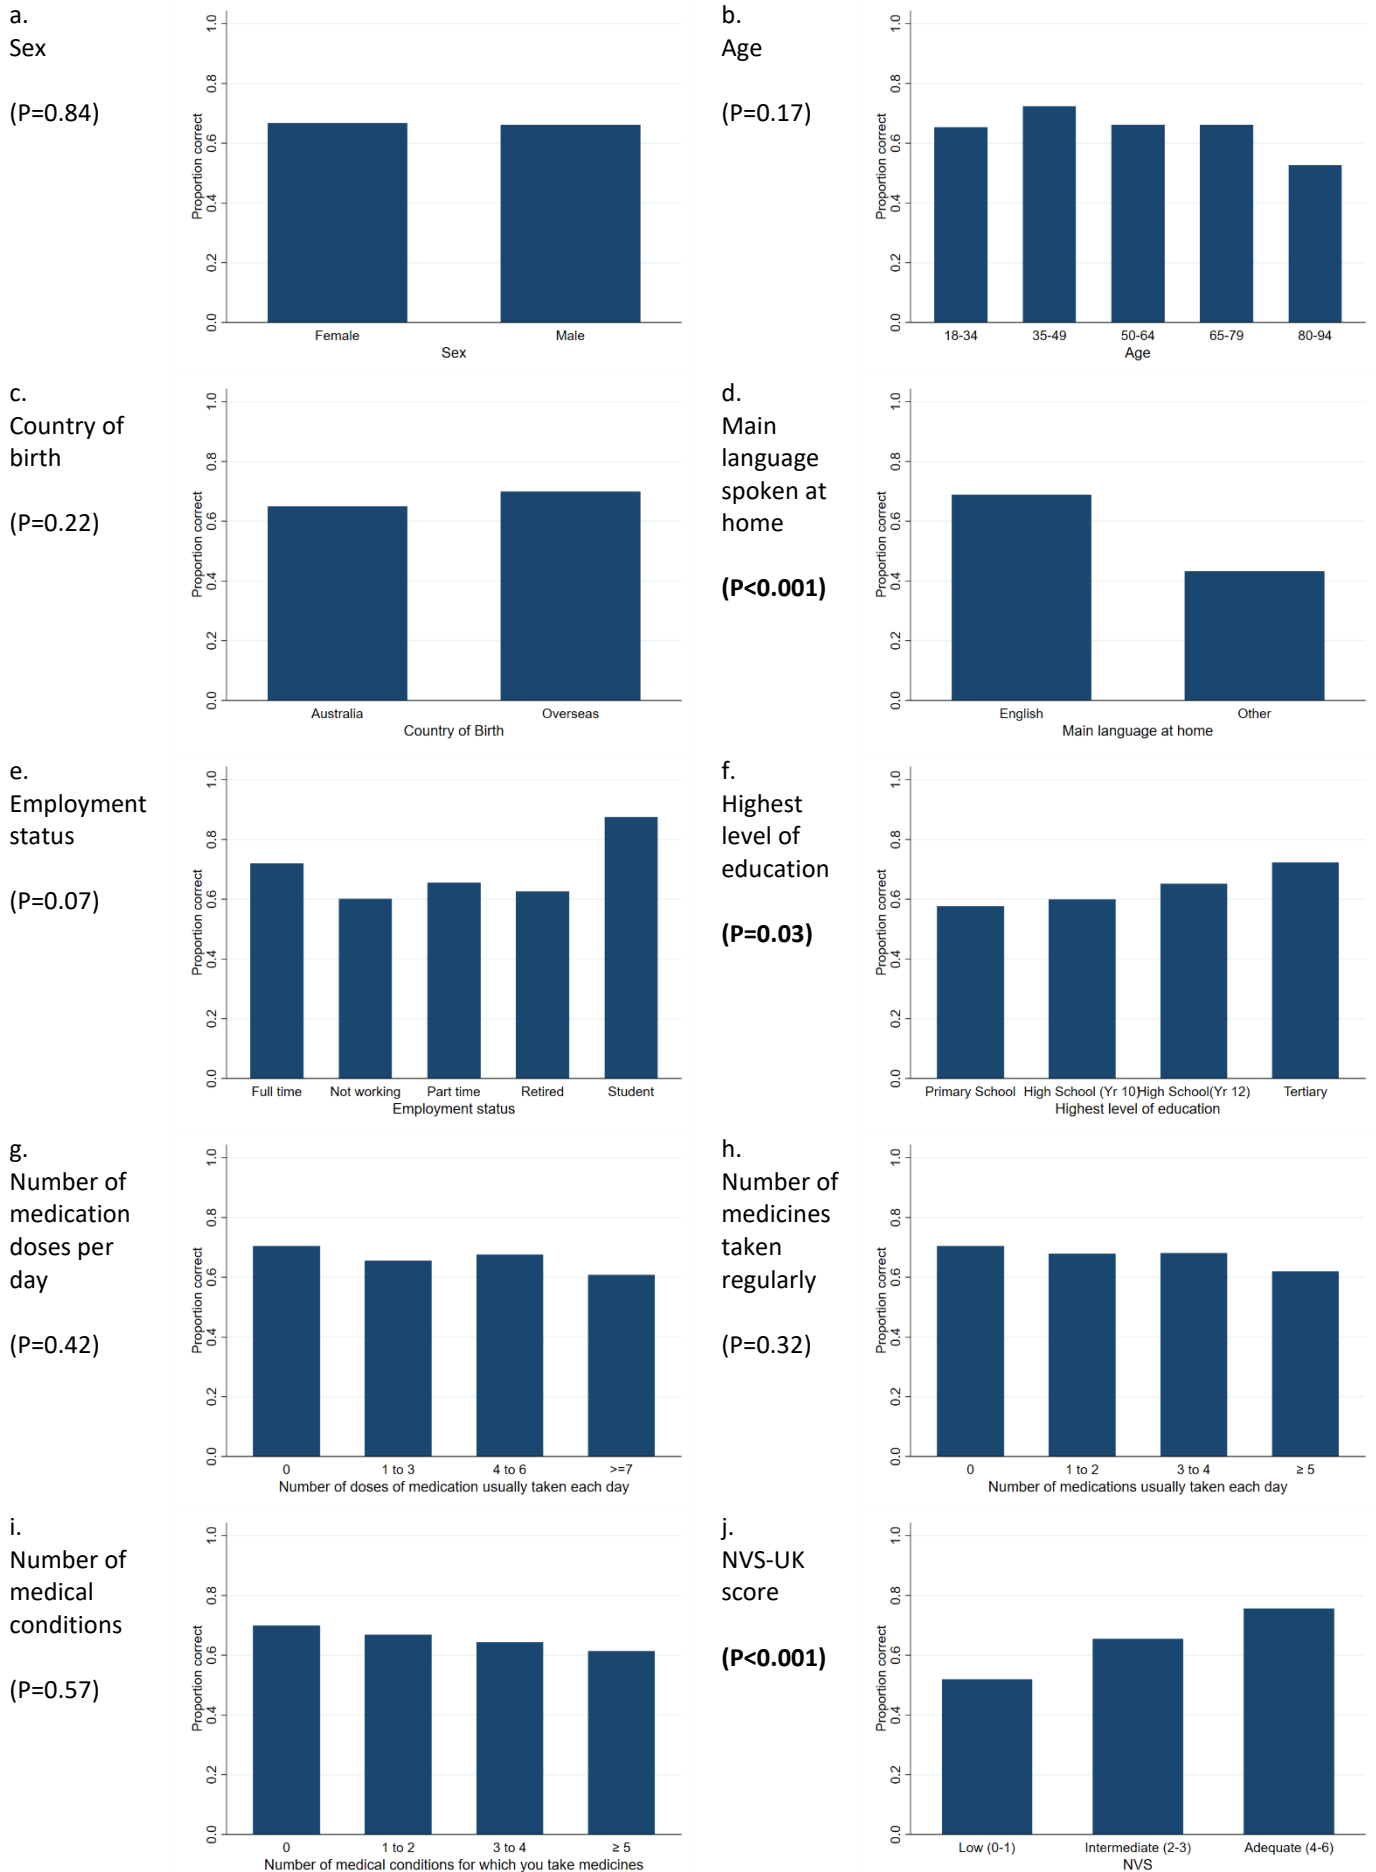 a.
Sex
(P=0.84)
1.0
0.8
0.6
0.4
0.2
0.0
Proportion correct
Female Male
Sex
b.
Age
(P=0.17)
1.0
0.8
0.6
0.4
0.2
0.0
Proportion correct
18-34 35-49 50-64 65-79 80-94
Age
c.
Country of
birth
(P=0.22)
1.0
0.8
0.6
0.4
0.2
0.0
Proportion correct
Australia Overseas
Country of Birth
d.
Main
language
spoken at
home
(P<0.001)
1.0
0.8
0.6
0.4
0.2
0.0
Proportion correct
English Other
Main language at home
e.
Employment
status
(P=0.07)
1.0
0.8
0.6
0.4
0.2
0.0
Proportion correct
Full time Not working Part time Retired Student
Employment status
f.
Highest
level of
education
(P=0.03)
1.0
0.8
0.6
0.4
0.2
0.0
Proportion correct
Primary School High School (Yr 10) High School(Yr 12) Tertiary
Highest level of education
g.
Number of
medication
doses per
day
(P=0.42)
1.0
0.8
0.6
0.4
0.2
0.0
Proportion correct
0 1 to 3 4 to 6 >=7
Number of doses of medication usually taken each day
h.
Number of
medicines
taken
regularly
(P=0.32)
1.0
0.8
0.6
0.4
0.2
0.0
Proportion correct
0 1 to 2 3 to 4 ≥ 5
Number of medications usually taken each day
i.
Number of
medical
conditions
(P=0.57)
1.0
0.8
0.6
0.4
0.2
0.0
Proportion correct
0 1 to 2 3 to 4 ≥ 5
Number of medical conditions for which you take medicines
j.
NVS-UK
score
(P<0.001)
1.0
0.8
0.6
0.4
0.2
0.0
Proportion correct
Low (0-1) Intermediate (2-3) Adequate (4-6)
NVS